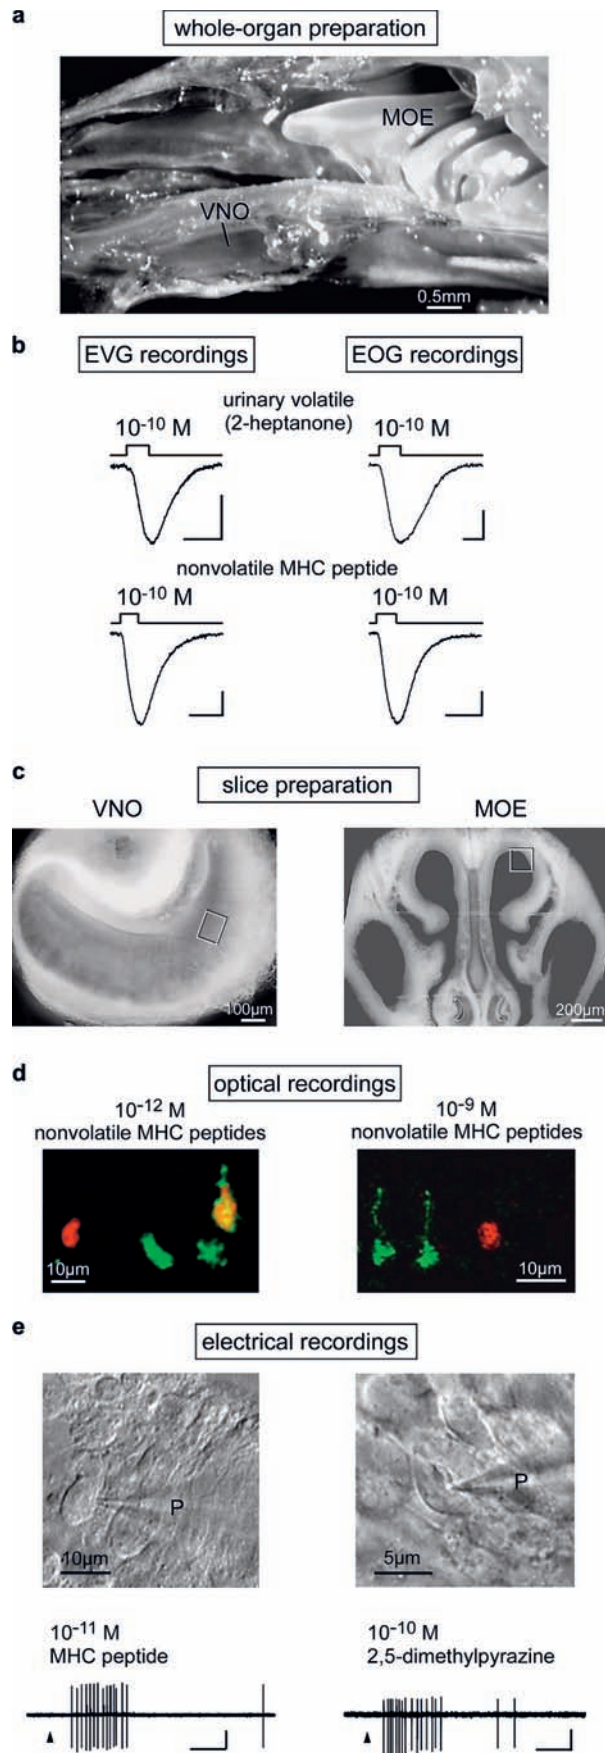 a
whole-organ preparation
MOE
VNO
0.5mm
b
EVG recordings
EOG recordings
urinary volatile
(2-heptanone)
10⁻¹⁰ M
10⁻¹⁰ M
nonvolatile MHC peptide
10⁻¹⁰ M
10⁻¹⁰ M
c
slice preparation
VNO
MOE
100µm
200µm
d
optical recordings
10⁻¹² M
nonvolatile MHC peptides
10⁻⁹ M
nonvolatile MHC peptides
10µm
10µm
e
electrical recordings
P
10µm
P
5µm
10⁻¹¹ M
MHC peptide
10⁻¹⁰ M
2,5-dimethylpyrazine